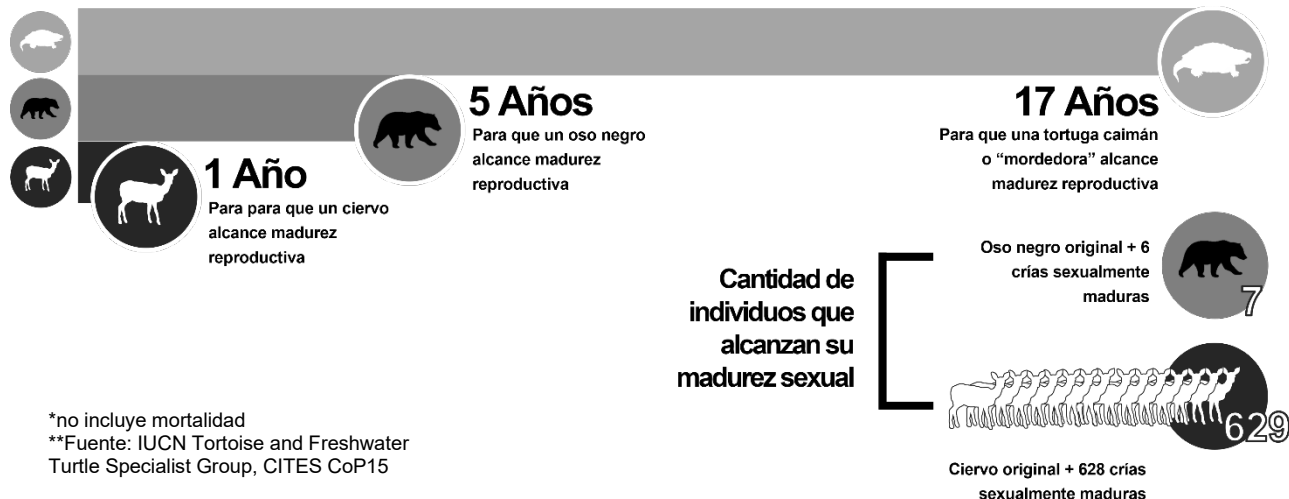 5 Años
Para que un oso negro
alcance madurez
reproductiva
17 Años
Para que una tortuga caimán
o “mordedora” alcance
madurez reproductiva
1 Año
Para para que un ciervo
alcance madurez
reproductiva
Cantidad de
individuos que
alcanzan su
madurez sexual
Oso negro original + 6
crías sexualmente
maduras
7
629
Ciervo original + 628 crías
sexualmente maduras
*no incluye mortalidad
**Fuente: IUCN Tortoise and Freshwater
Turtle Specialist Group, CITES CoP15